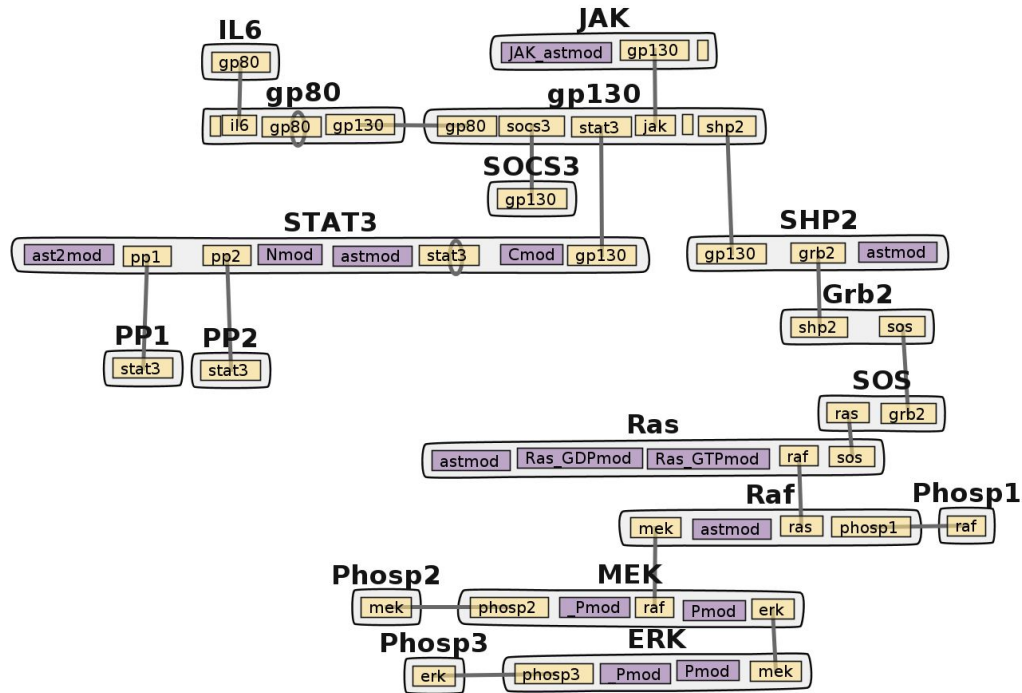 IL6
JAK
gp80
JAK_astmod gp130
gp80
gp130
il6 gp80 gp130
gp80 socs3 stat3 jak shp2
SOCS3
gp130
STAT3
ast2mod pp1 pp2 Nmod astmod stat3 Cmod gp130
SHP2
gp130 grb2 astmod
Grb2
shp2 sos
PP1
stat3
PP2
stat3
SOS
ras grb2
Ras
astmod Ras_GDPmod Ras_GTPmod raf sos
Raf
mek astmod ras phosp1
Phosp1
raf
Phosp2
mek
MEK
phosp2 _Pmod raf Pmod erk
Phosp3
erk
ERK
phosp3 _Pmod Pmod mek